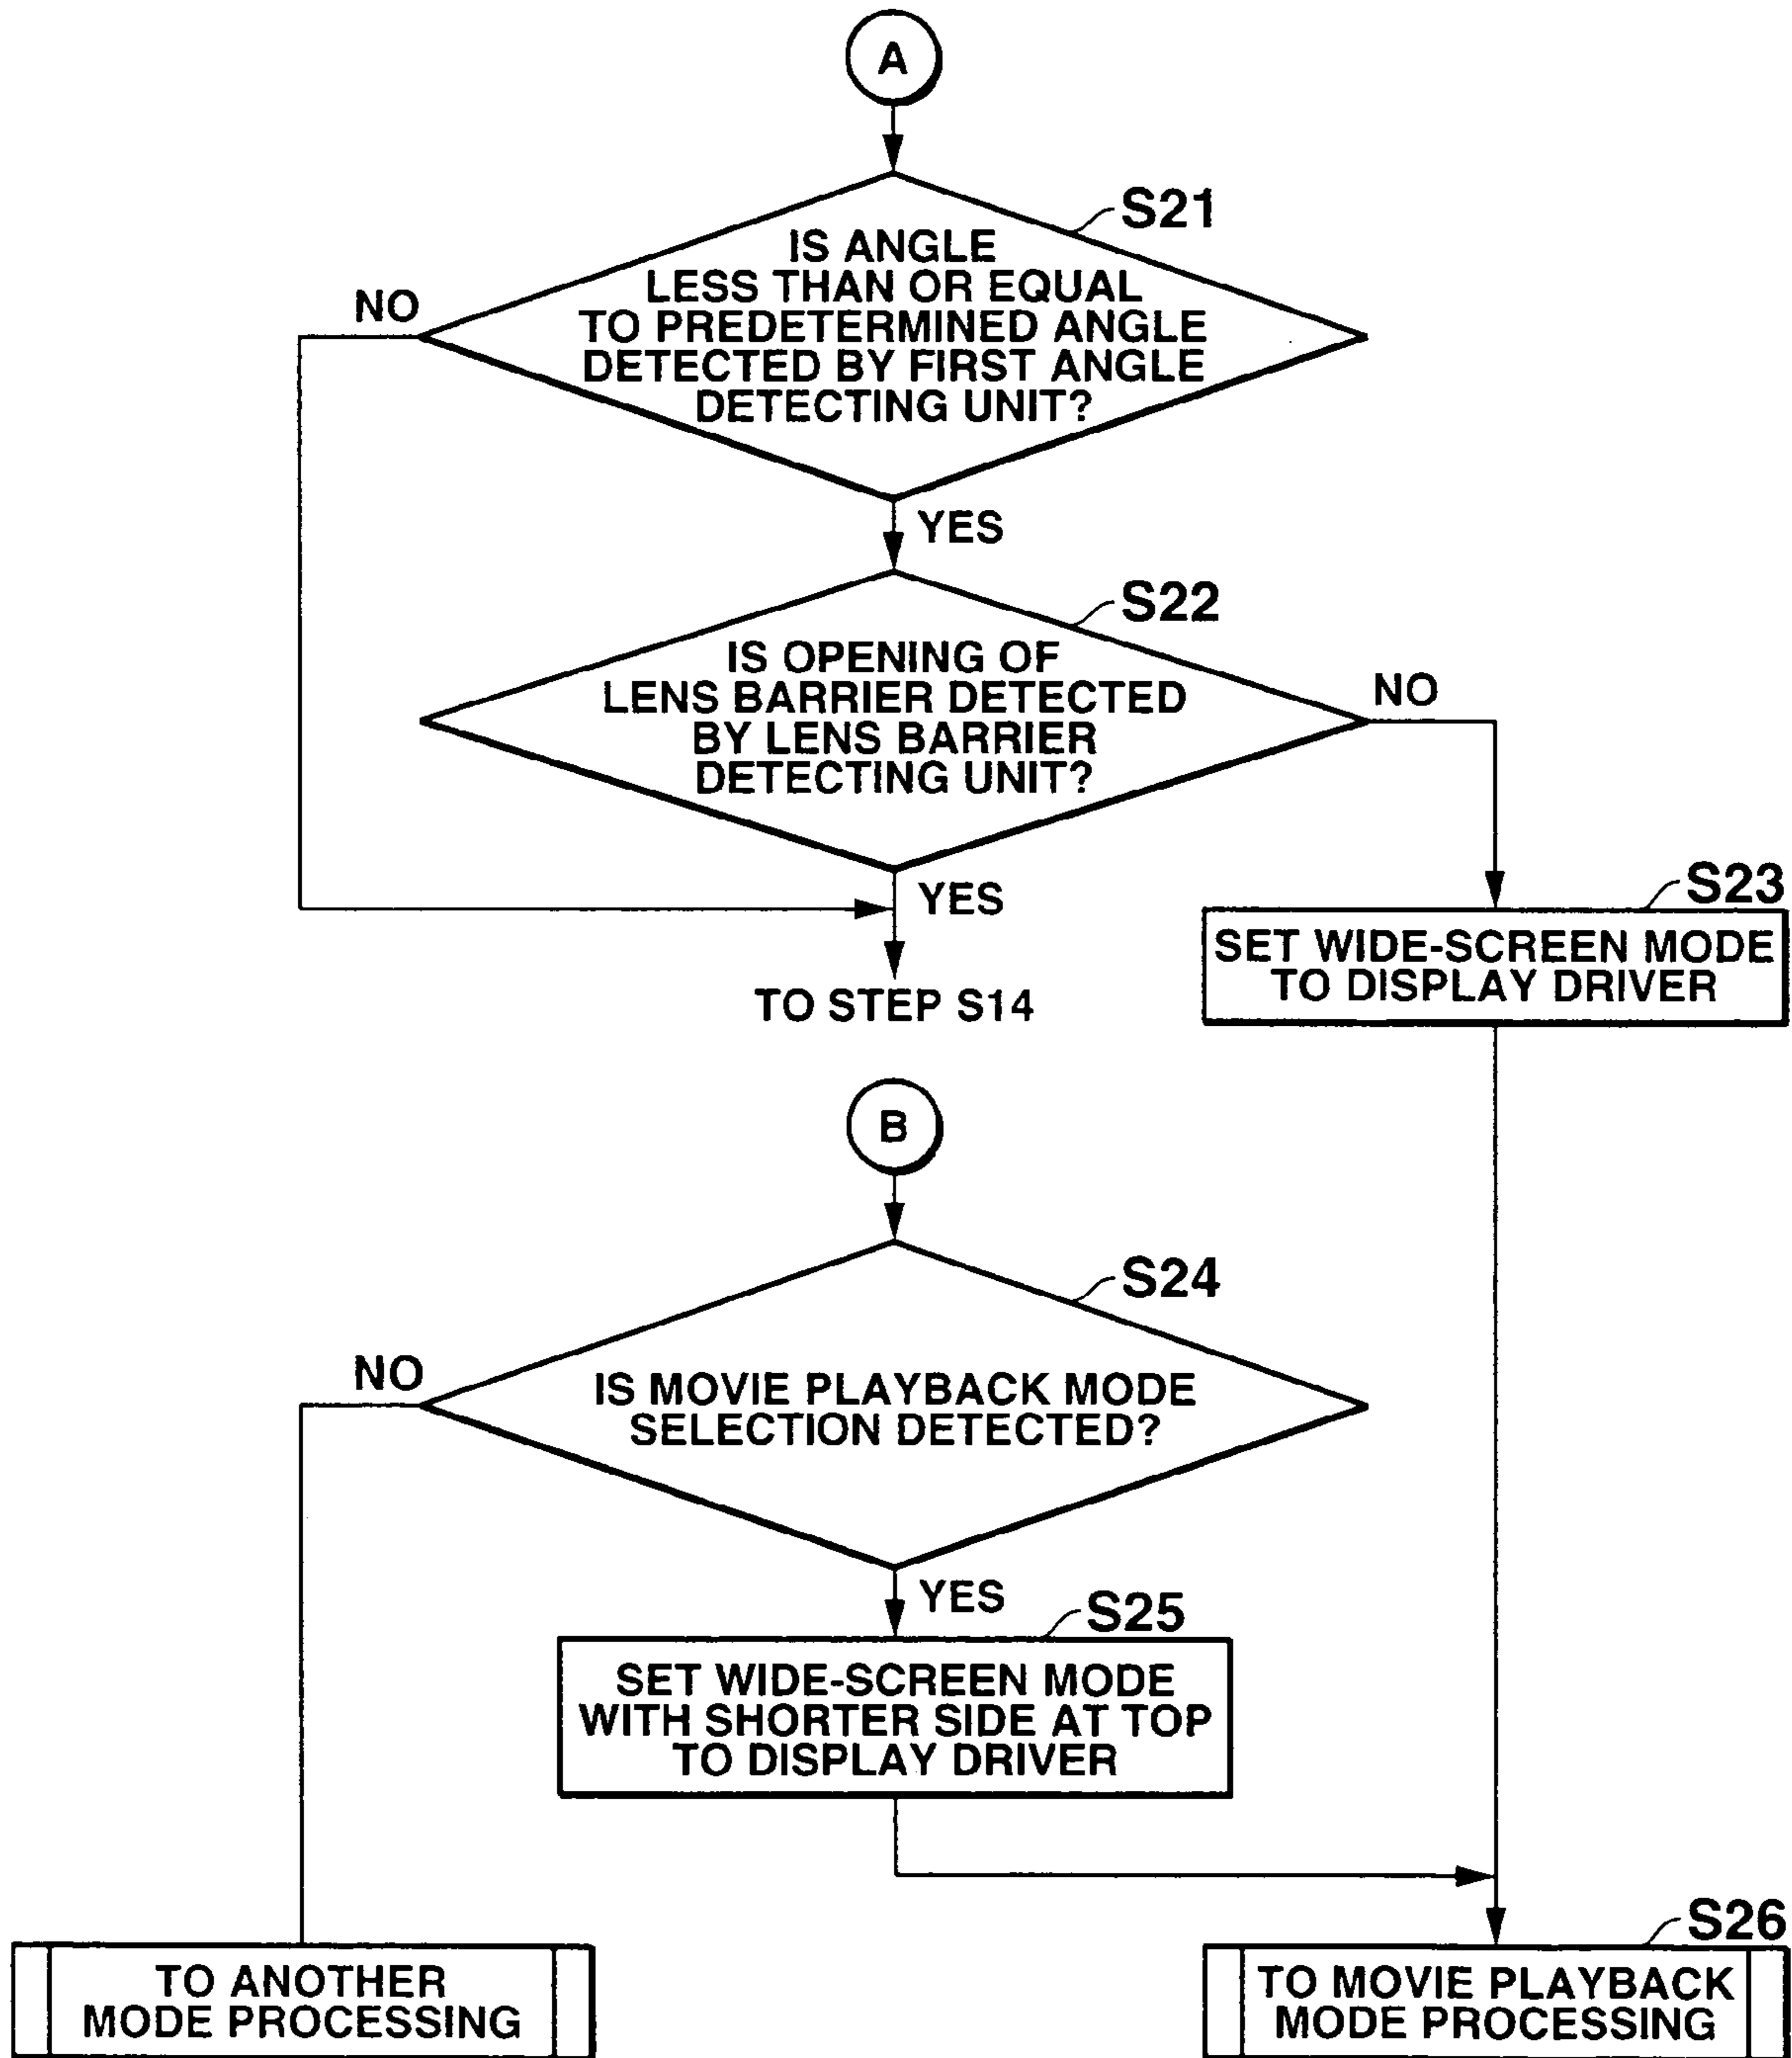 A
S21
IS ANGLE
LESS THAN OR EQUAL
TO PREDETERMINED ANGLE
DETECTED BY FIRST ANGLE
DETECTING UNIT?
NO
YES
S22
IS OPENING OF
LENS BARRIER DETECTED
BY LENS BARRIER
DETECTING UNIT?
NO
YES
TO STEP S14
S23
SET WIDE-SCREEN MODE
TO DISPLAY DRIVER
B
S24
IS MOVIE PLAYBACK MODE
SELECTION DETECTED?
NO
YES
S25
SET WIDE-SCREEN MODE
WITH SHORTER SIDE AT TOP
TO DISPLAY DRIVER
TO ANOTHER
MODE PROCESSING
S26
TO MOVIE PLAYBACK
MODE PROCESSING